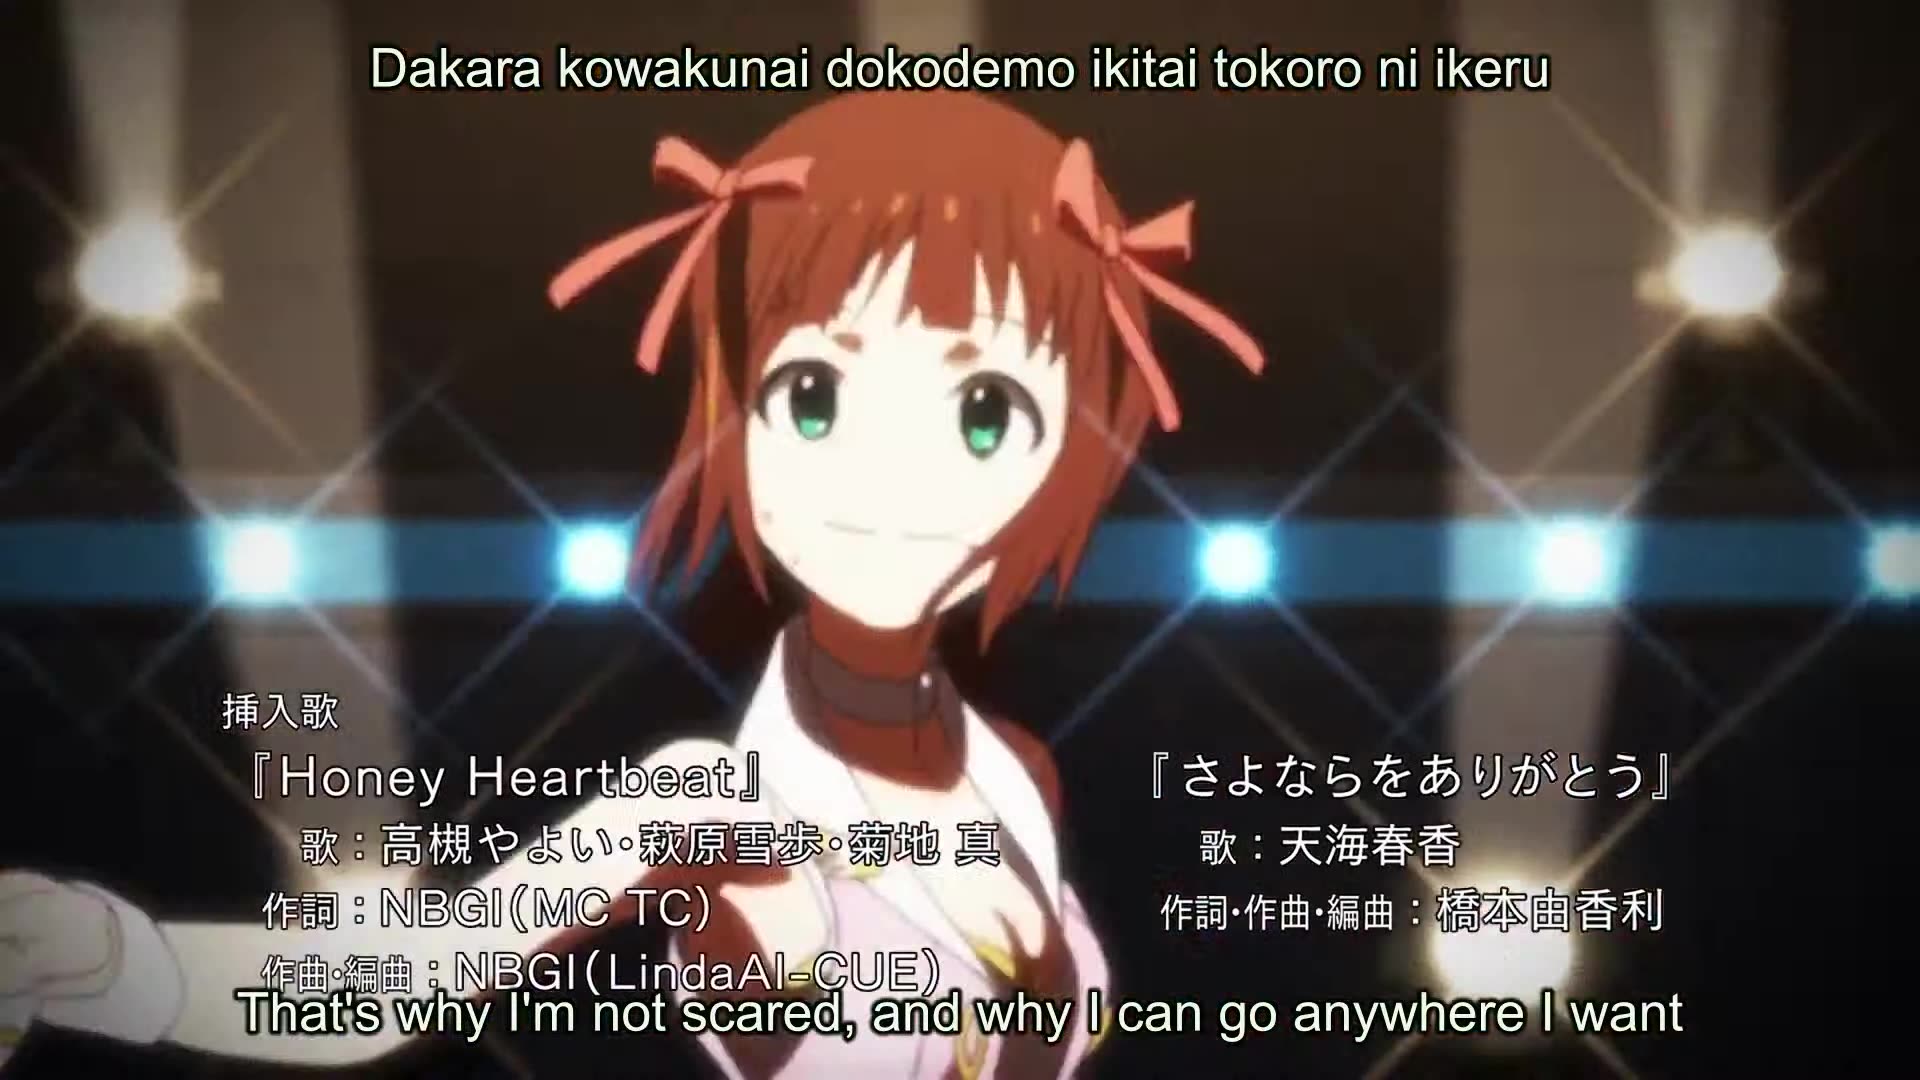 Dakara kowakunai dokodemo ikitai tokoro ni ikeru
挿入歌
『Honey Heartbeat』
歌：高槻やよい・萩原雪歩・菊地 真
作詞：NBGI（MC TC）
作曲・編曲：NBGI（LindaAI-CUE）
『さよならをありがとう』
歌：天海春香
作詞・作曲・編曲：橋本由香利
That's why I'm not scared, and why I can go anywhere I want